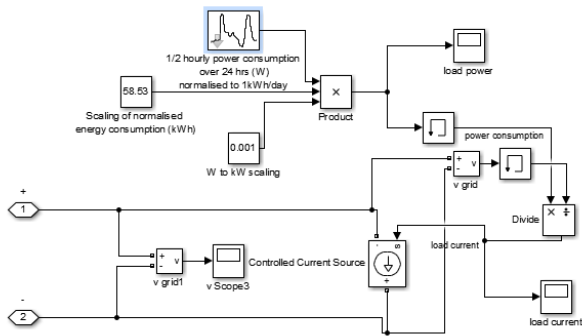 1/2 hourly power consumption
over 24 hrs (W)
normalised to 1kWh/day
load power
58.53
×
Product
Scaling of normalised
energy consumption (kWh)
0.001
W to kW scaling
power consumption
+
-
v
v grid
×
÷
Divide
+
1
s
load current
-
+
Controlled Current Source
+
-
v
v grid1
v Scope3
-
2
load current